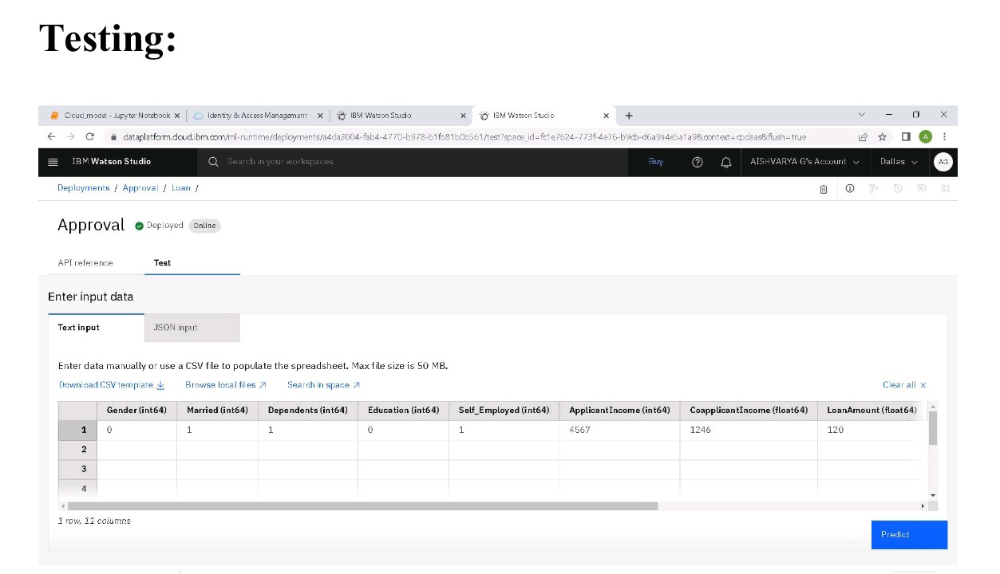 Testing:
Cloud_model - Jupyter Notebook
Identity & Access Management -
IBM Watson Studio
IBM Watson Studio
dataplatform.cloud.ibm.com/ml-runtime/deployments/a4da3004-fab4-4770-b978-b1fb81b0b561/test?space_id=fc1e7624-773f-4e76-b9cb-d6a9a4e5a1a9&context=cpdaas&flush=true
A
IBM Watson Studio
Search in your workspaces
Buy
AISHVARYA G's Account
Dallas
AG
Deployments / Approval / Loan /
Approval Deployed Online
API reference Test
Enter input data
Text input JSON input
Enter data manually or use a CSV file to populate the spreadsheet. Max file size is 50 MB.
Download CSV template Browse local files Search in space Clear all ×
Gender (int64) Married (int64) Dependents (int64) Education (int64) Self_Employed (int64) ApplicantIncome (int64) CoapplicantIncome (float64) LoanAmount (float64)
1 0 1 1 0 1 4567 1246 120
2
3
4
1 row, 11 columns
Predict